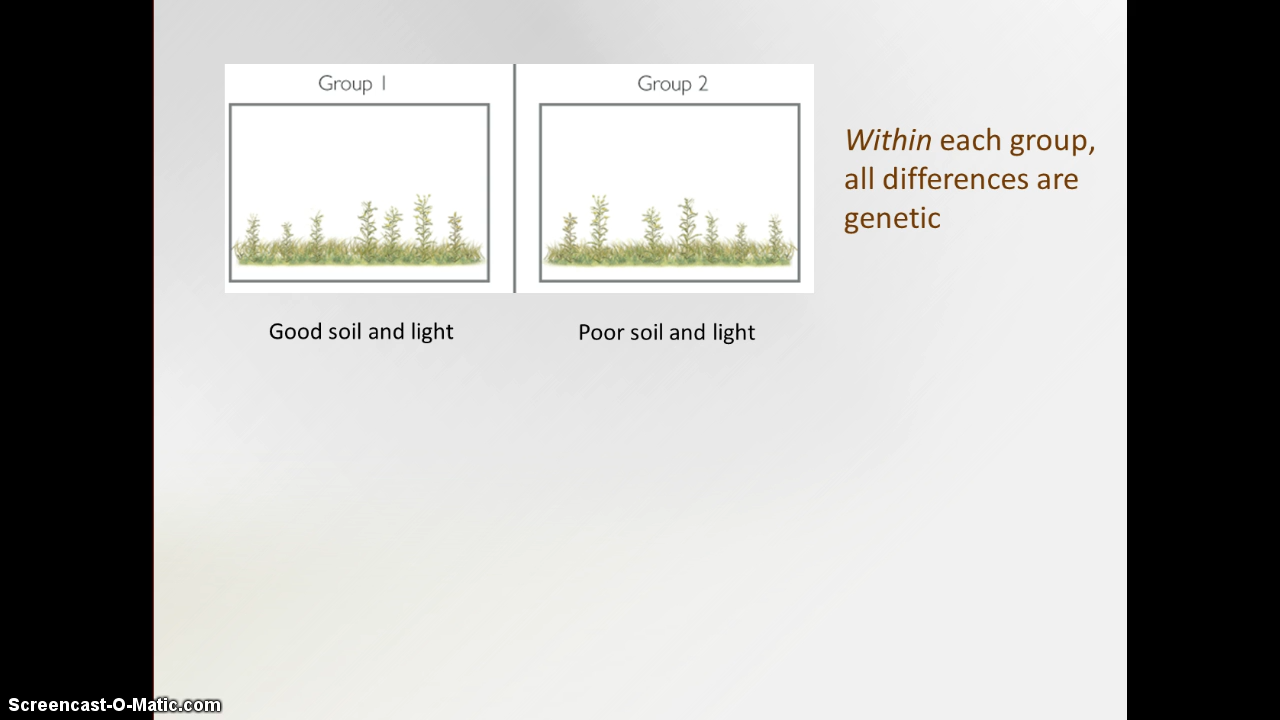 Group 1
Group 2
Within each group,
all differences are
genetic
Good soil and light
Poor soil and light
Screencast-O-Matic.com